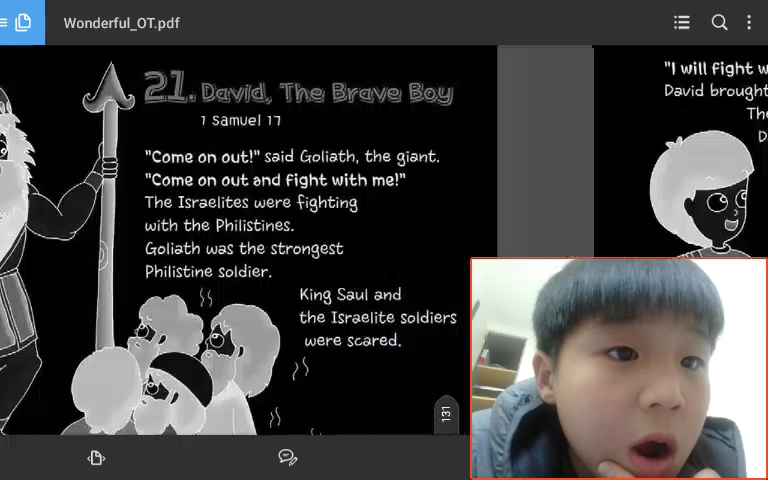 Wonderful_OT.pdf
21. David, The Brave Boy
1 Samuel 17
"Come on out!" said Goliath, the giant.
"Come on out and fight with me!"
The Israelites were fighting
with the Philistines.
Goliath was the strongest
Philistine soldier.
King Saul and
the Israelite soldiers
were scared.
131
"I will fight
David brought